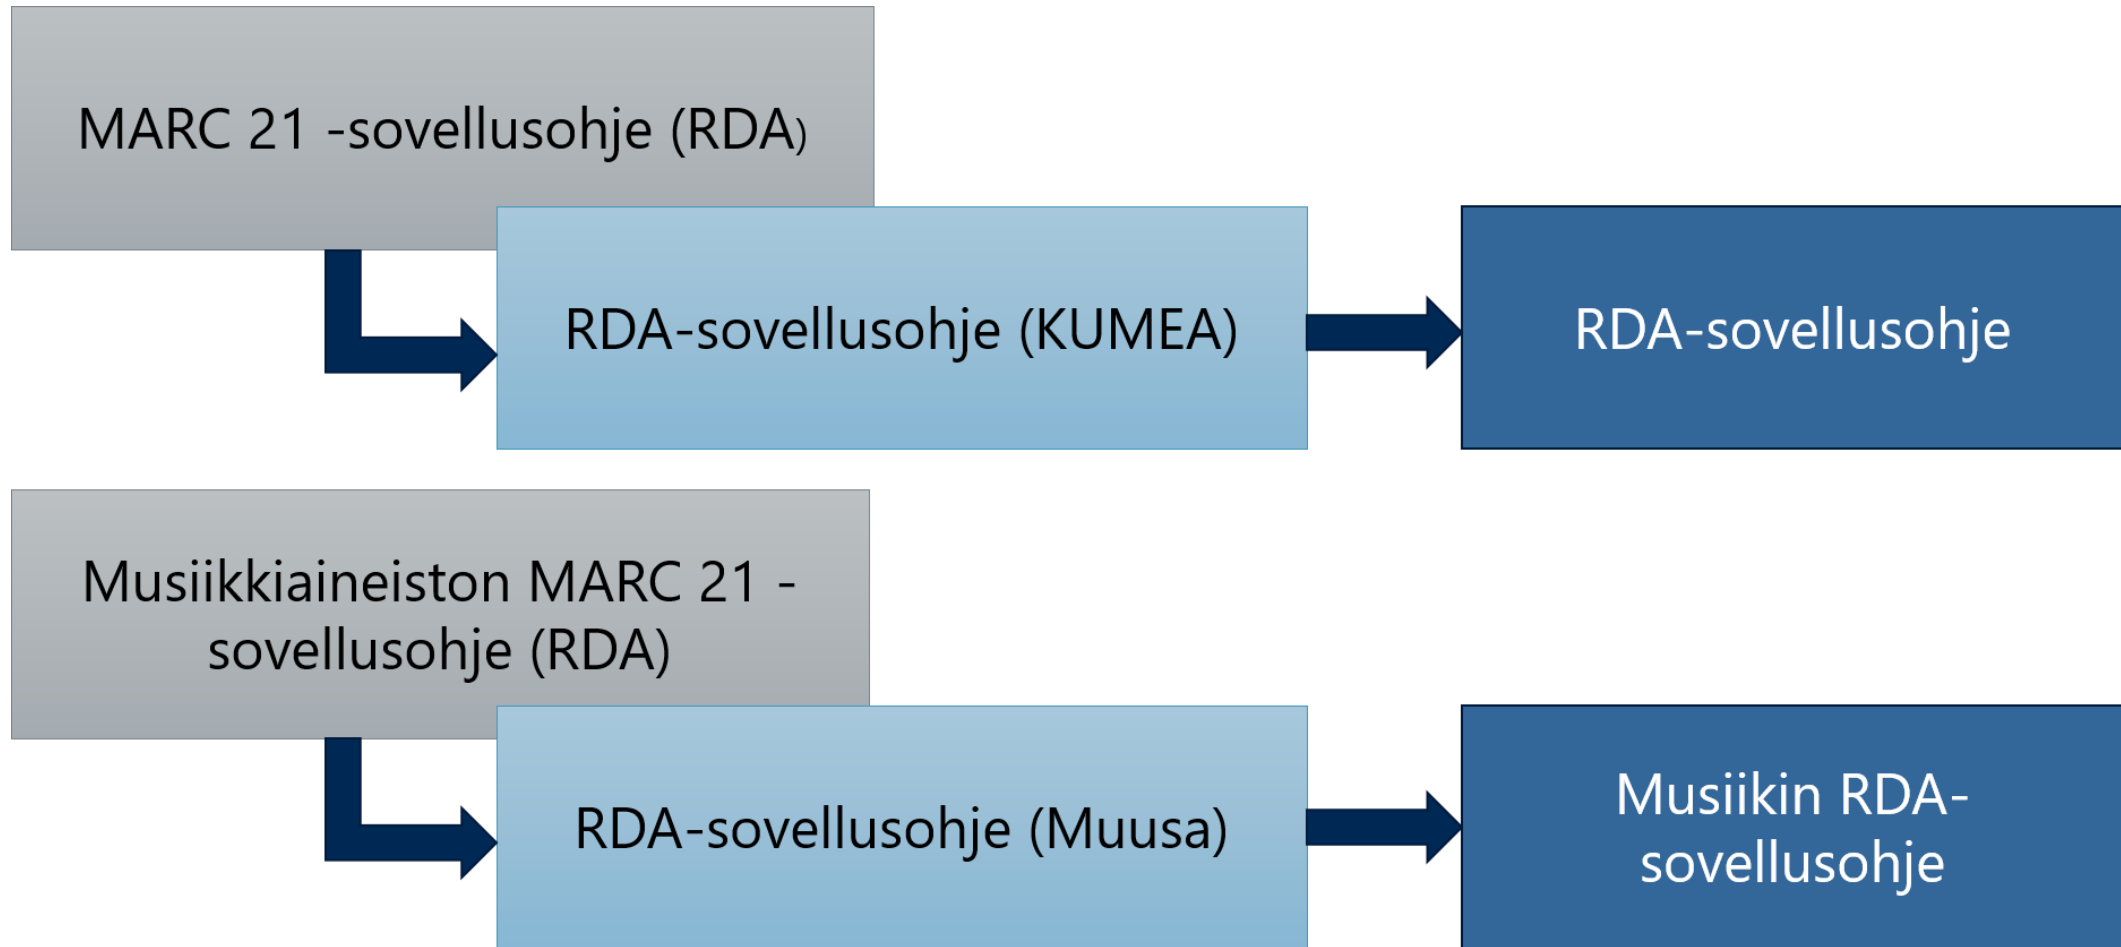 MARC 21 -sovellusohje (RDA)
RDA-sovellusohje (KUMEA)
RDA-sovellusohje
Musiikkiaineiston MARC 21 -
sovellusohje (RDA)
RDA-sovellusohje (Muusa)
Musiikin RDA-
sovellusohje